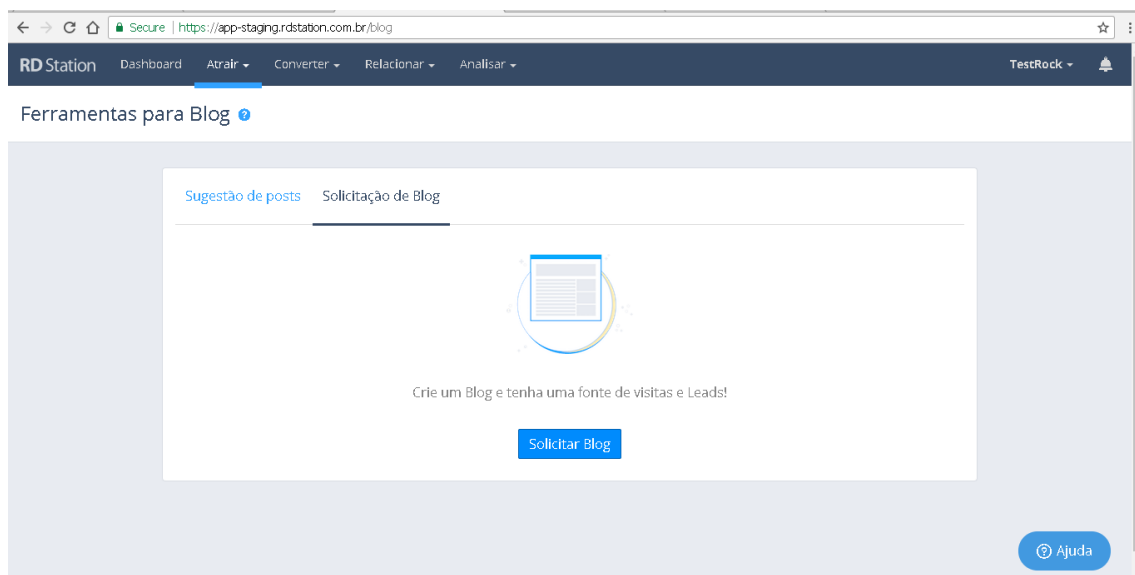 Secure | https://app-staging.rdstation.com.br/blog
RD Station Dashboard Atrair Converter Relacionar Analisar TestRock
Ferramentas para Blog ?
Sugestão de posts Solicitação de Blog
Crie um Blog e tenha uma fonte de visitas e Leads!
Solicitar Blog
? Ajuda